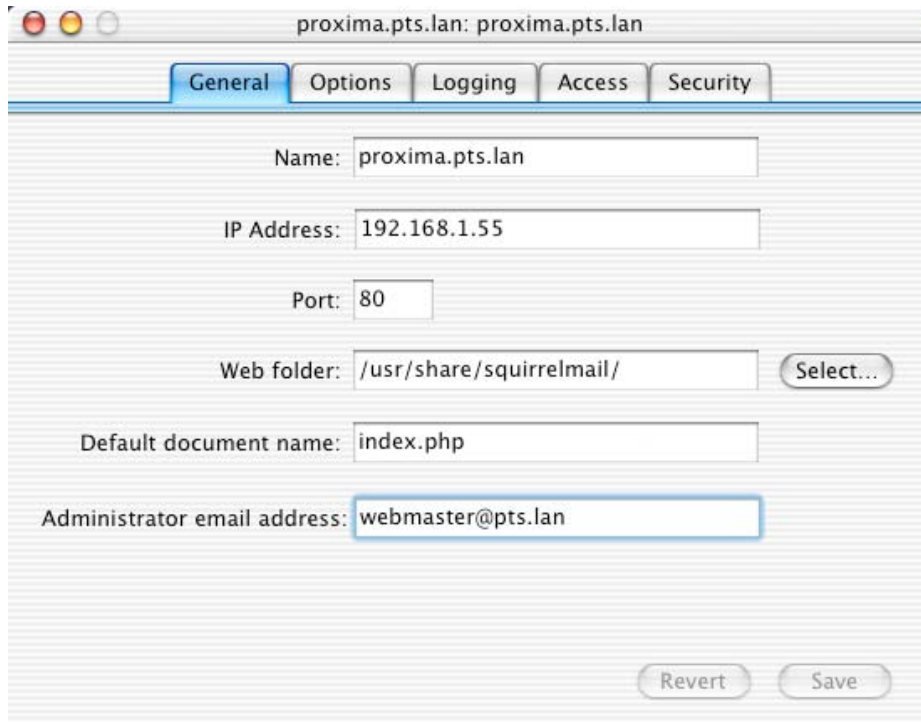 proxima.pts.lan: proxima.pts.lan
General Options Logging Access Security
Name: proxima.pts.lan
IP Address: 192.168.1.55
Port: 80
Web folder: /usr/share/squirrelmail/ Select...
Default document name: index.php
Administrator email address: webmaster@pts.lan
Revert Save